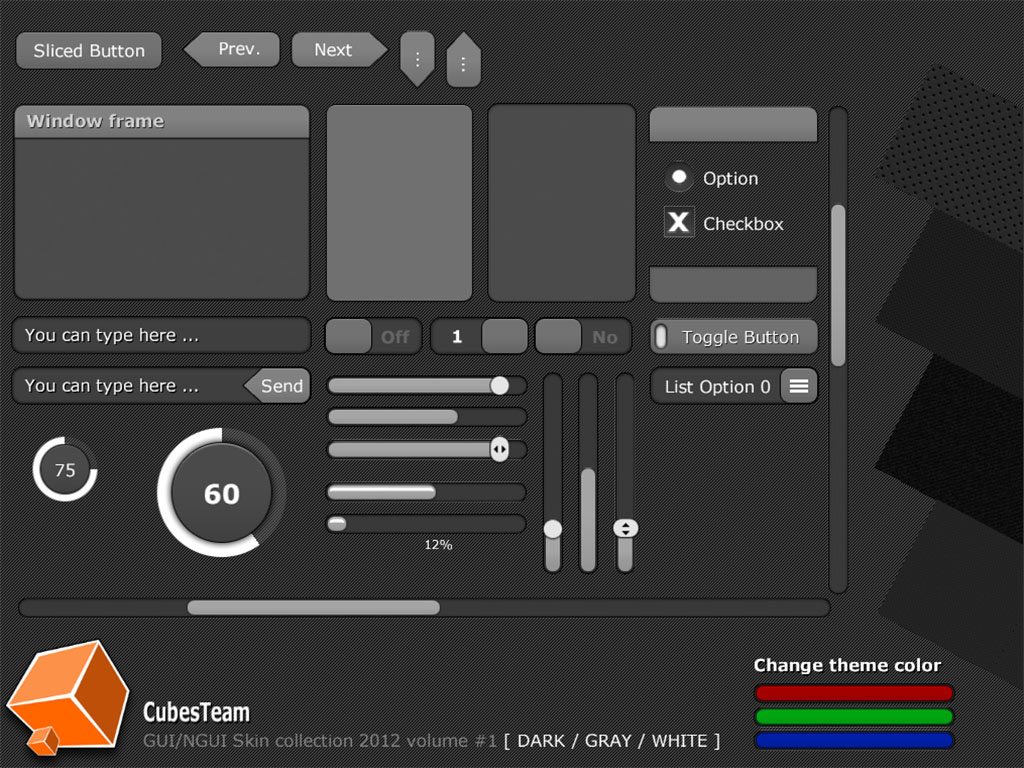 Sliced Button
Prev.
Next
Window frame
Option
Checkbox
You can type here ...
Off
1
No
Toggle Button
You can type here ...
Send
List Option 0
75
60
12%
Change theme color
CubesTeam
GUI/NGUI Skin collection 2012 volume #1 [ DARK / GRAY / WHITE ]